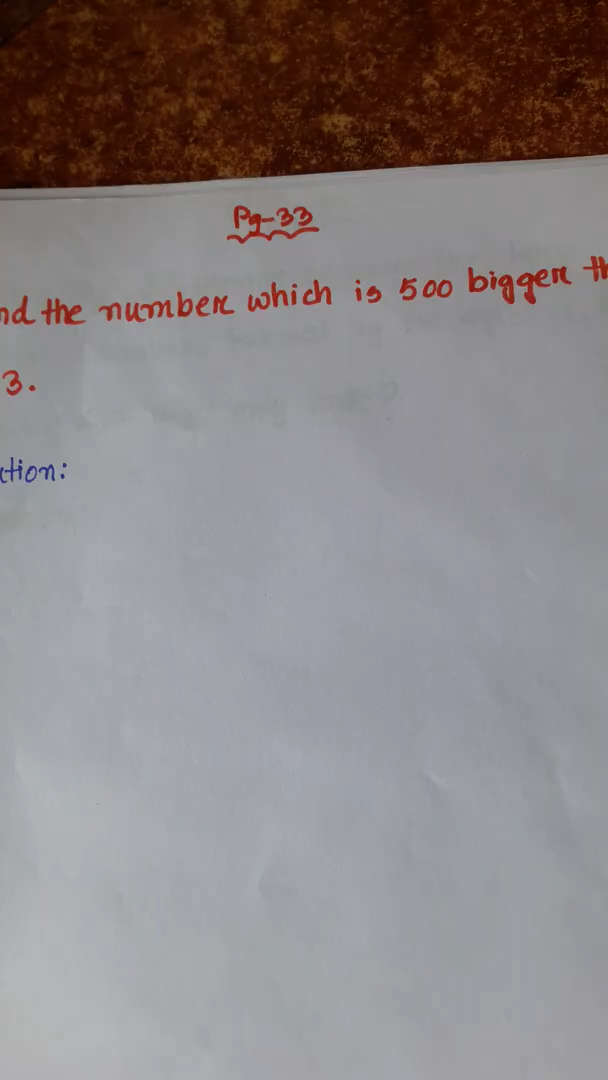 Pg-33
nd the number which is 500 bigger th
3.
ction: